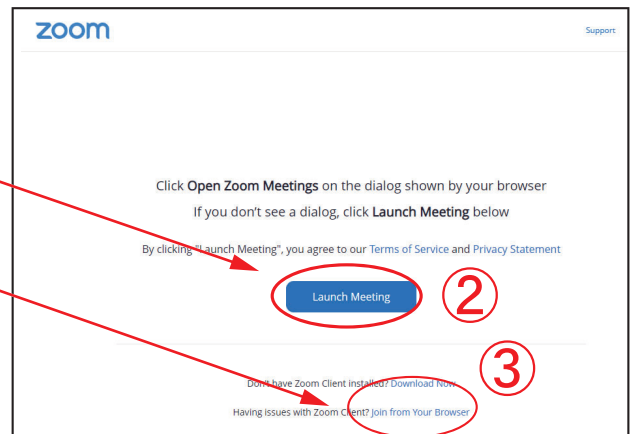 zoom
Support
Click Open Zoom Meetings on the dialog shown by your browser
If you don't see a dialog, click Launch Meeting below
By clicking "Launch Meeting", you agree to our Terms of Service and Privacy Statement
Launch Meeting
②
③
Don't have Zoom Client installed? Download Now
Having issues with Zoom Client? Join from Your Browser